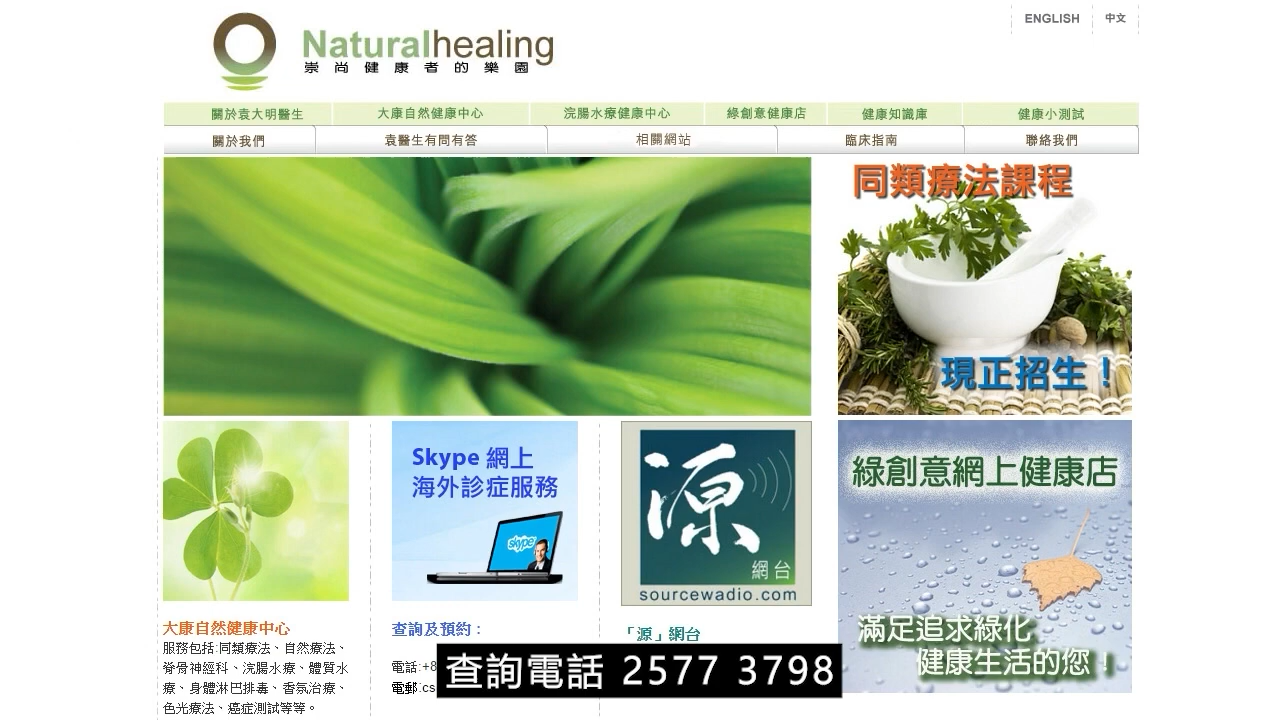 ENGLISH
中文
Naturalhealing
崇尚健康者的樂園
關於袁大明醫生
大康自然健康中心
浣腸水療健康中心
綠創意健康店
健康知識庫
健康小測試
關於我們
袁醫生有問有答
相關網站
臨床指南
聯絡我們
同類療法課程
現正招生！
Skype 網上
海外診症服務
skype
源
網台
sourcewadio.com
綠創意網上健康店
滿足追求綠化
健康生活的您！
大康自然健康中心
服務包括:同類療法、自然療法、
脊骨神經科、浣腸水療、體質水
療、身體淋巴排毒、香氛治療、
色光療法、癌症測試等等。
查詢及預約：
電話:+8
電郵:cs
「源」網台
查詢電話 2577 3798